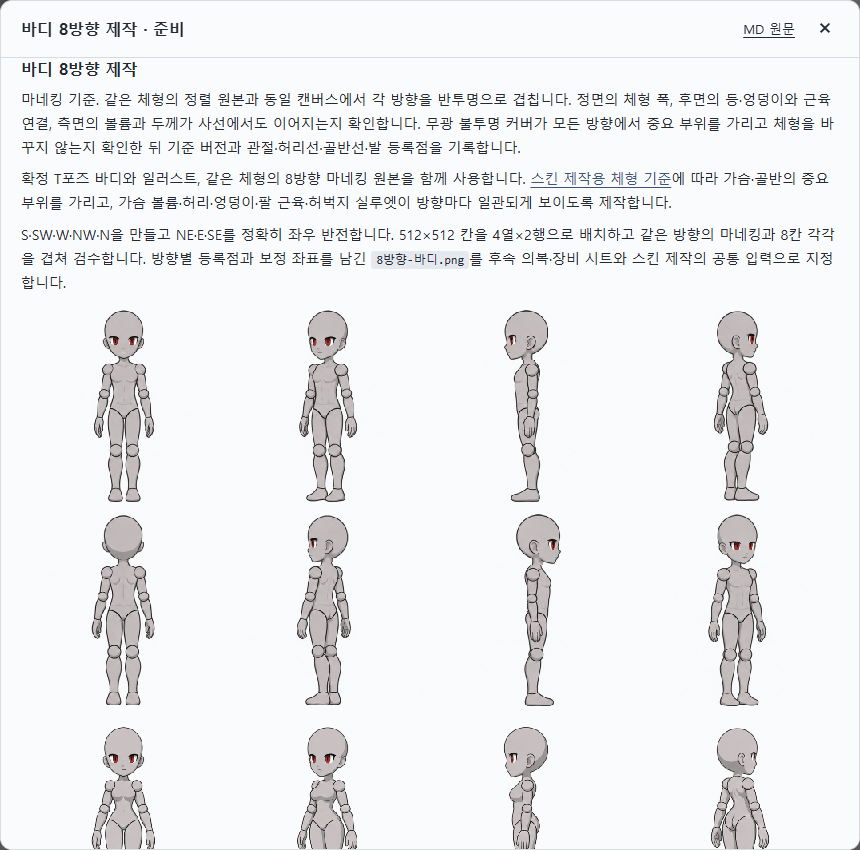 바디 8방향 제작 · 준비
MD 원문
×
바디 8방향 제작
마네킹 기준. 같은 체형의 정렬 원본과 동일 캔버스에서 각 방향을 반투명으로 겹칩니다. 정면의 체형 폭, 후면의 등·엉덩이와 근육
연결, 측면의 볼륨과 두께가 사선에서도 이어지는지 확인합니다. 무광 불투명 커버가 모든 방향에서 중요 부위를 가리고 체형을 바
꾸지 않는지 확인한 뒤 기준 버전과 관절·허리선·골반선·발 등록점을 기록합니다.
확정 T포즈 바디와 일러스트, 같은 체형의 8방향 마네킹 원본을 함께 사용합니다. 스킨 제작용 체형 기준에 따라 가슴·골반의 중요
부위를 가리고, 가슴 볼륨·허리·엉덩이·팔 근육·허벅지 실루엣이 방향마다 일관되게 보이도록 제작합니다.
S·SW·W·NW·N을 만들고 NE·E·SE를 정확히 좌우 반전합니다. 512×512 칸을 4열×2행으로 배치하고 같은 방향의 마네킹과 8칸 각각
을 겹쳐 검수합니다. 방향별 등록점과 보정 좌표를 남긴 8방향-바디.png를 후속 의복·장비 시트와 스킨 제작의 공통 입력으로 지정
합니다.